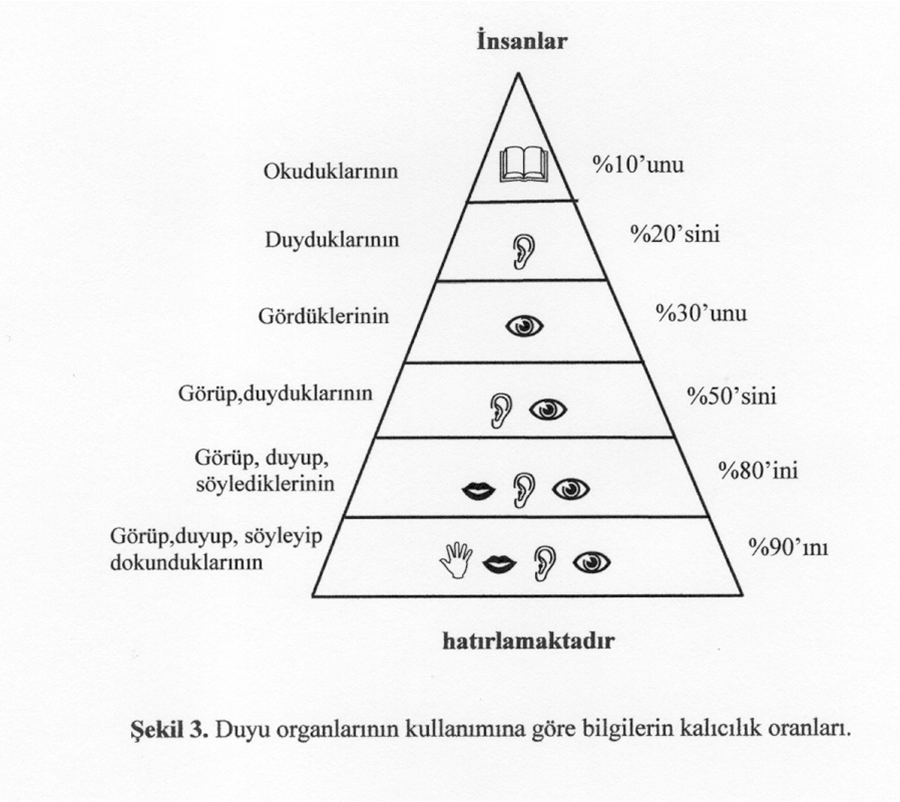 İnsanlar
Okuduklarının %10’unu
Duyduklarının %20’sini
Gördüklerinin %30’unu
Görüp,duyduklarının %50’sini
Görüp, duyup,
söylediklerinin %80’ini
Görüp,duyup, söyleyip
dokunduklarının %90’ını
hatırlamaktadır
Şekil 3. Duyu organlarının kullanımına göre bilgilerin kalıcılık oranları.